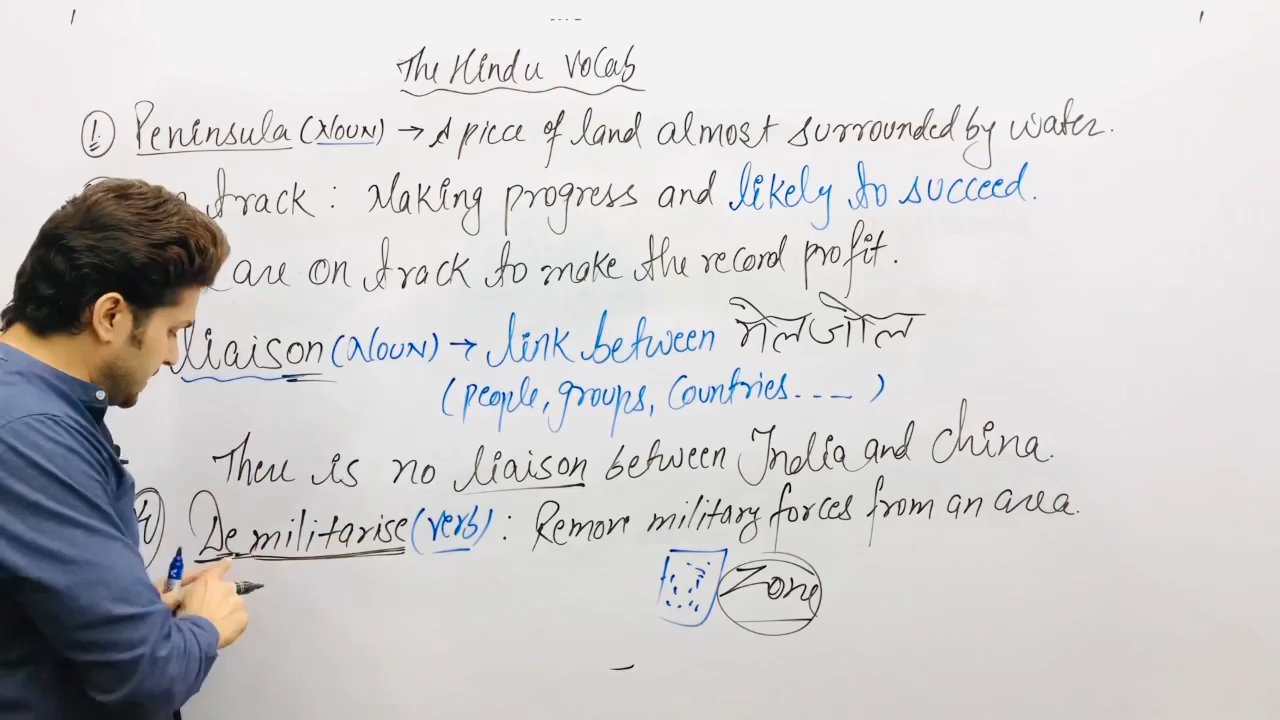 The Hindu Vocab
1. Peninsula (Noun) → A piece of land almost surrounded by water.
track : Making progress and likely to succeed.
are on track to make the record profit.
liaison (Noun) → link between मेलजोल
(people, groups, Countries.... )
There is no liaison between India and China.
4 Demilitarise (verb) : Remove military forces from an area.
Zone